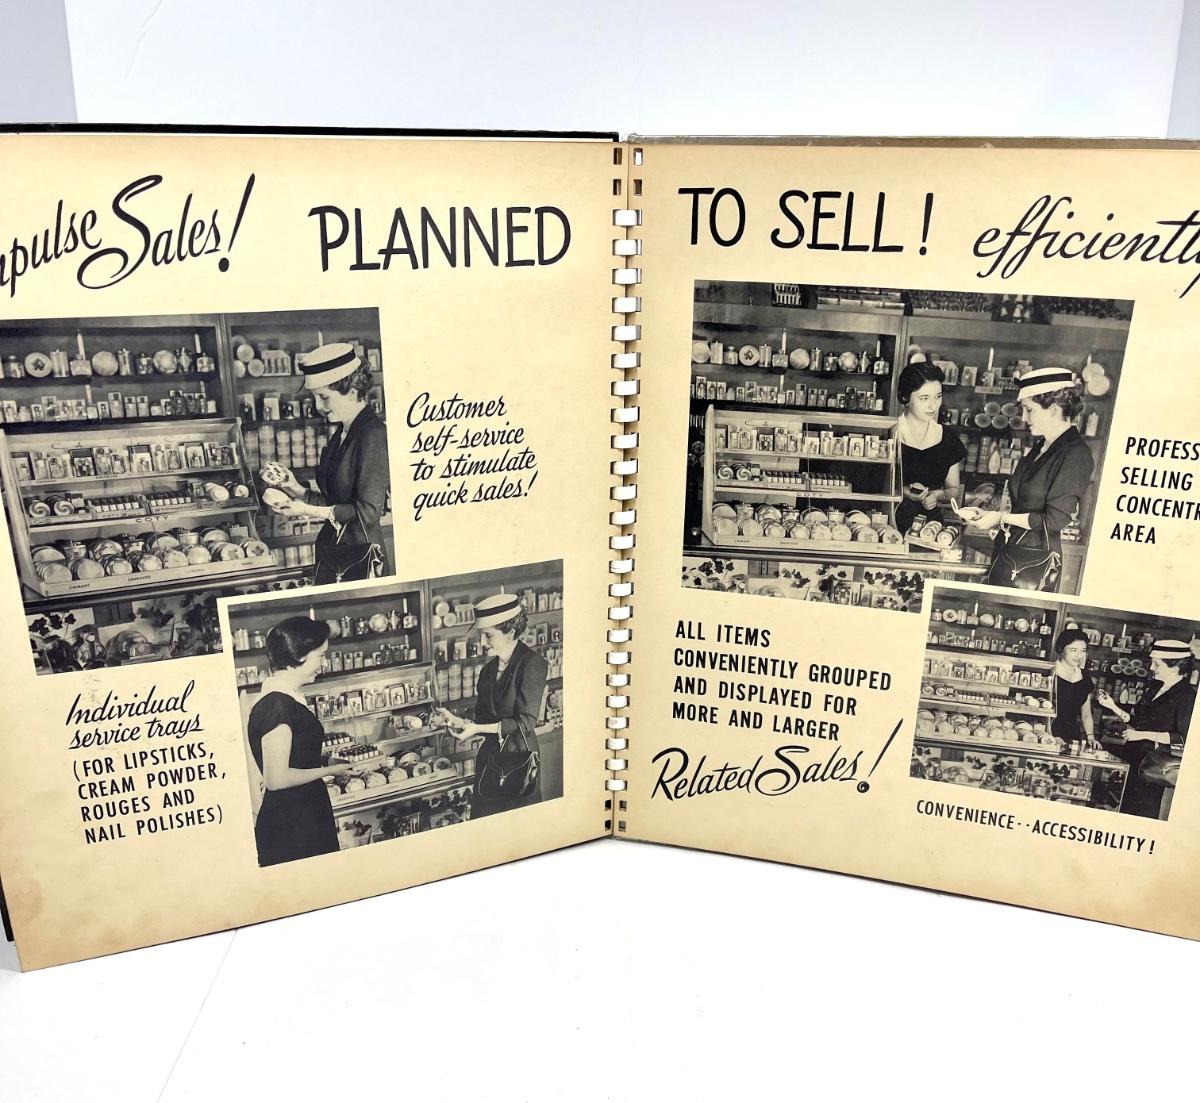 mpulse Sales!
PLANNED
Customer
self-service
to stimulate
quick sales!
COTY
Individual
service trays
(FOR LIPSTICKS,
CREAM POWDER,
ROUGES AND
NAIL POLISHES)
TO SELL!
efficiently
PROFESS
SELLING
CONCENTR
AREA
COTY
ALL ITEMS
CONVENIENTLY GROUPED
AND DISPLAYED FOR
MORE AND LARGER
Related Sales!
CONVENIENCE--ACCESSIBILITY!